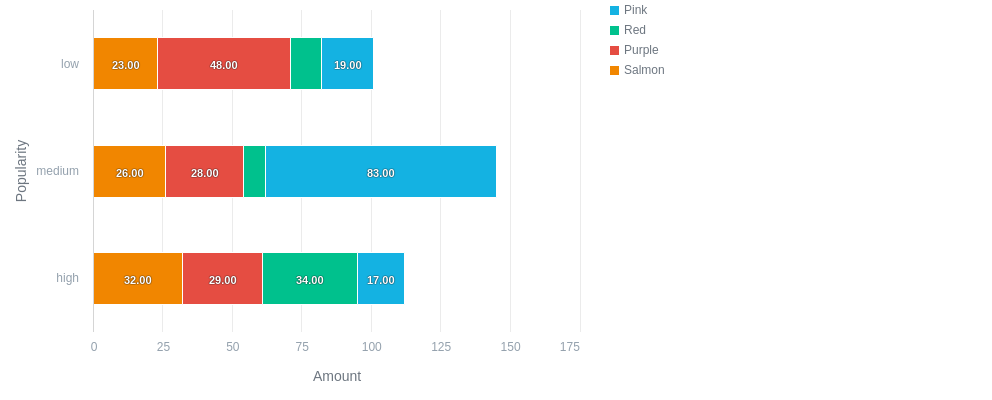 Pink
Red
Purple
Salmon
Popularity
low
23.00
48.00
19.00
medium
26.00
28.00
83.00
high
32.00
29.00
34.00
17.00
0
25
50
75
100
125
150
175
Amount